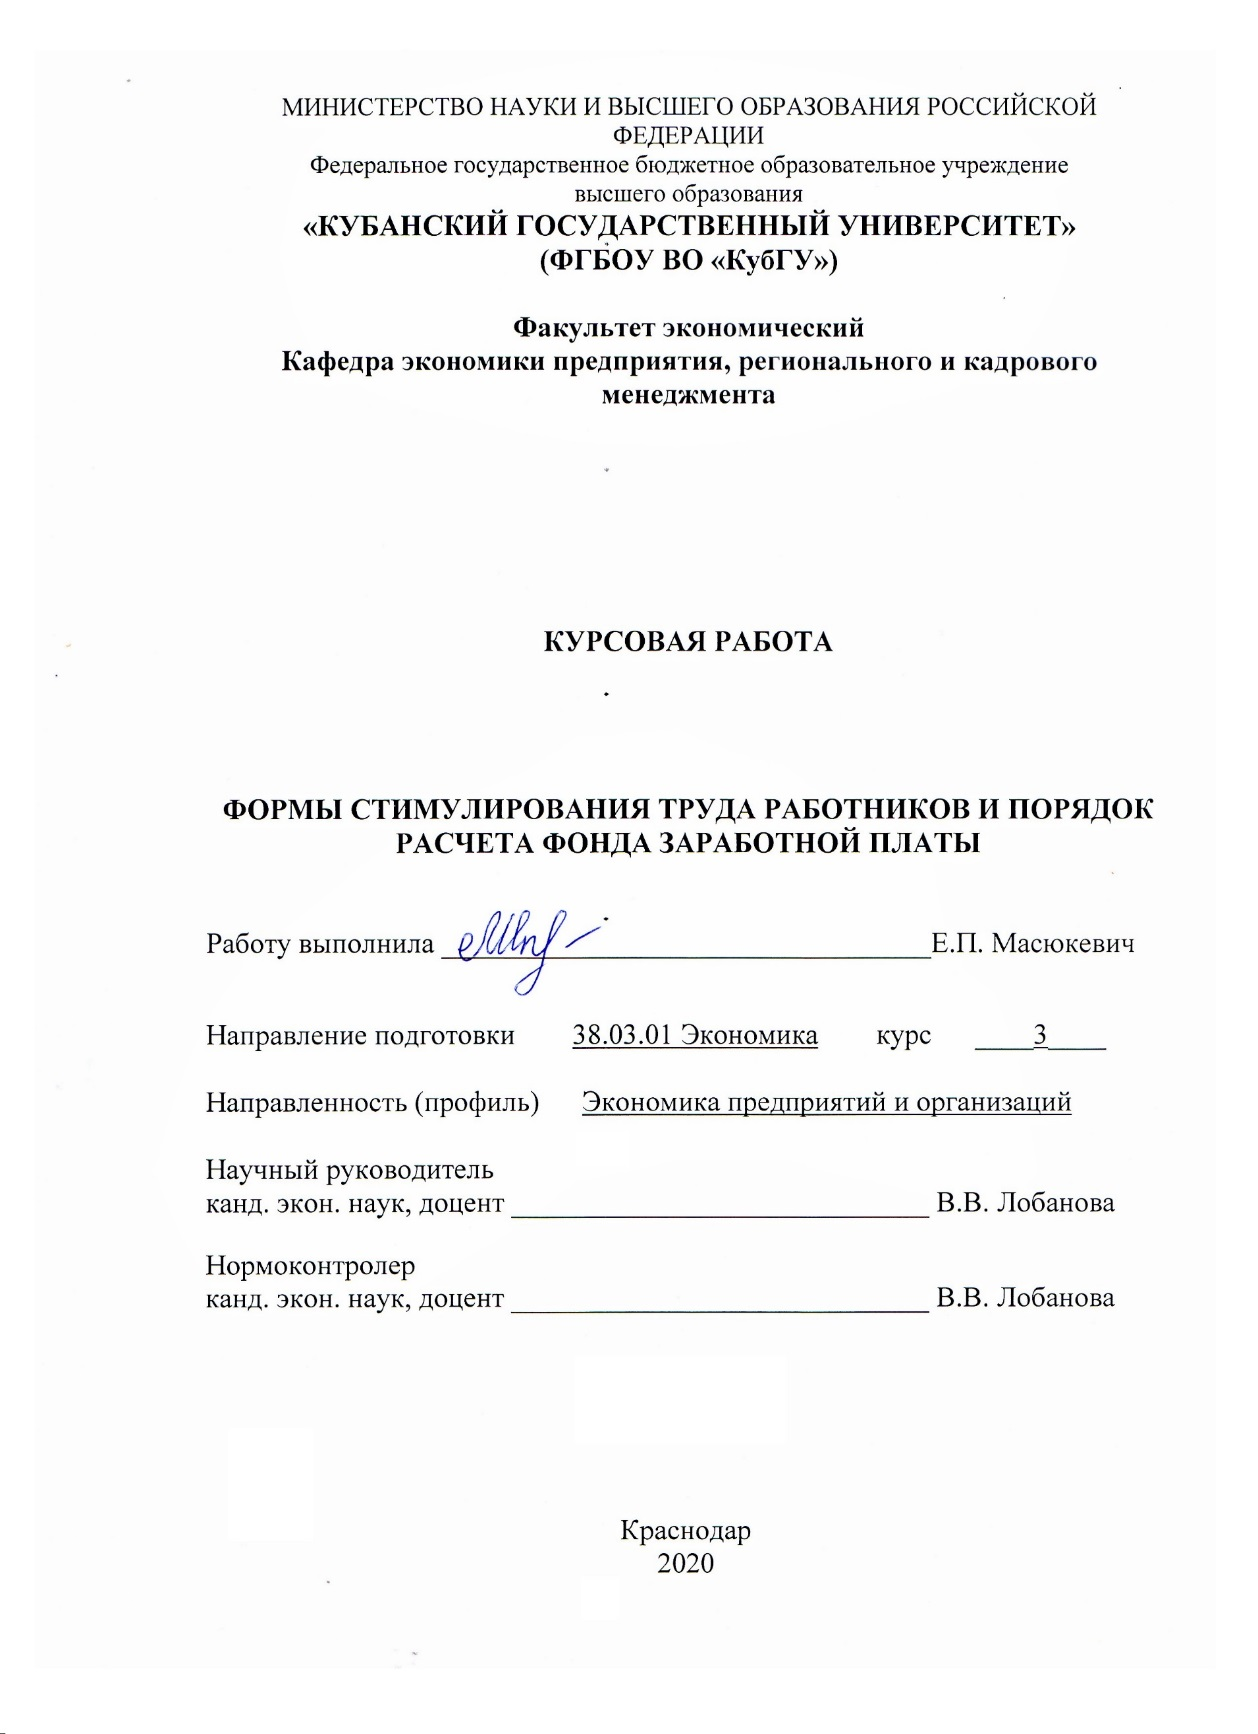 МИНИСТЕРСТВО НАУКИ И ВЫСШЕГО ОБРАЗОВАНИЯ РОССИЙСКОЙ
ФЕДЕРАЦИИ
Федеральное государственное бюджетное образовательное учреждение
высшего образования
«КУБАНСКИЙ ГОСУДАРСТВЕННЫЙ УНИВЕРСИТЕТ»
(ФГБОУ ВО «КубГУ»)
Факультет экономический
Кафедра экономики предприятия, регионального и кадрового
менеджмента
КУРСОВАЯ РАБОТА
ФОРМЫ СТИМУЛИРОВАНИЯ ТРУДА РАБОТНИКОВ И ПОРЯДОК
РАСЧЕТА ФОНДА ЗАРАБОТНОЙ ПЛАТЫ
Работу выполнила Е.П. Масюкевич
Направление подготовки 38.03.01 Экономика курс 3
Направленность (профиль) Экономика предприятий и организаций
Научный руководитель
канд. экон. наук, доцент В.В. Лобанова
Нормоконтролер
канд. экон. наук, доцент В.В. Лобанова
Краснодар
2020